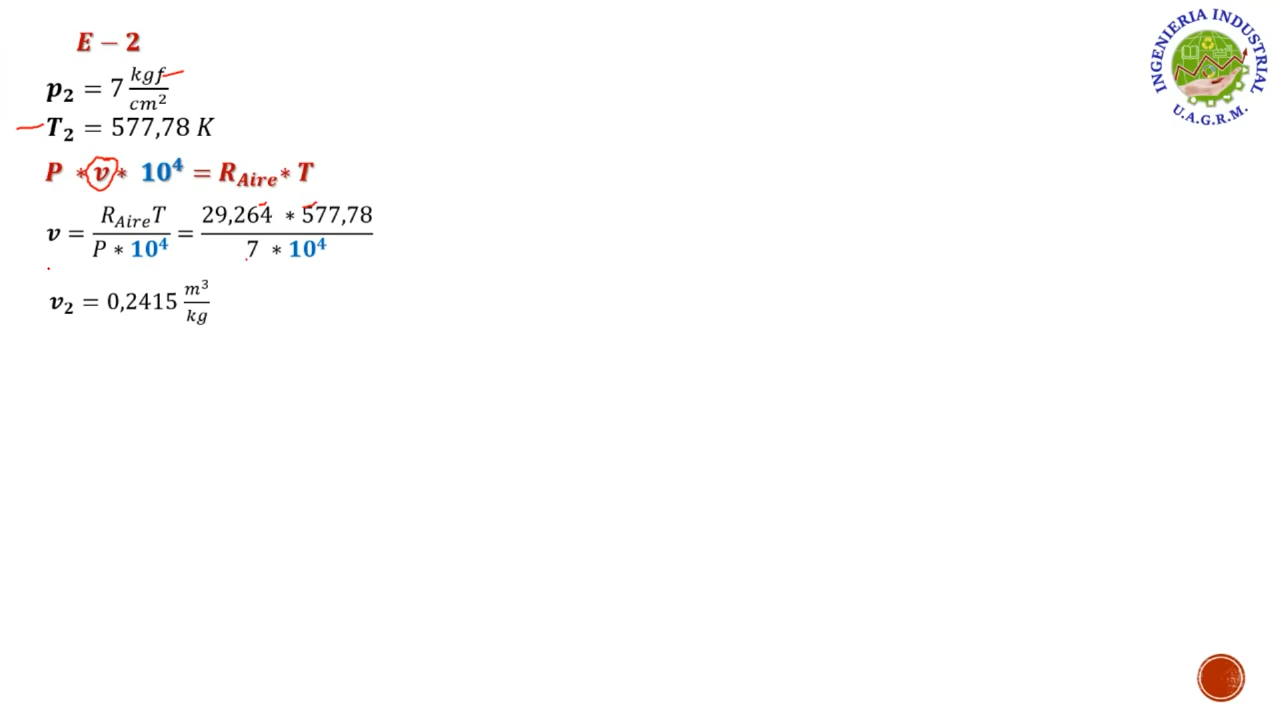 E – 2
p₂ = 7 kgf/cm²
T₂ = 577,78 K
P * v * 10⁴ = R_Aire * T
v = R_Aire T / P * 10⁴ = 29,264 * 577,78 / 7 * 10⁴
v₂ = 0,2415 m³/kg
INGENIERIA INDUSTRIAL
U.A.G.R.M.